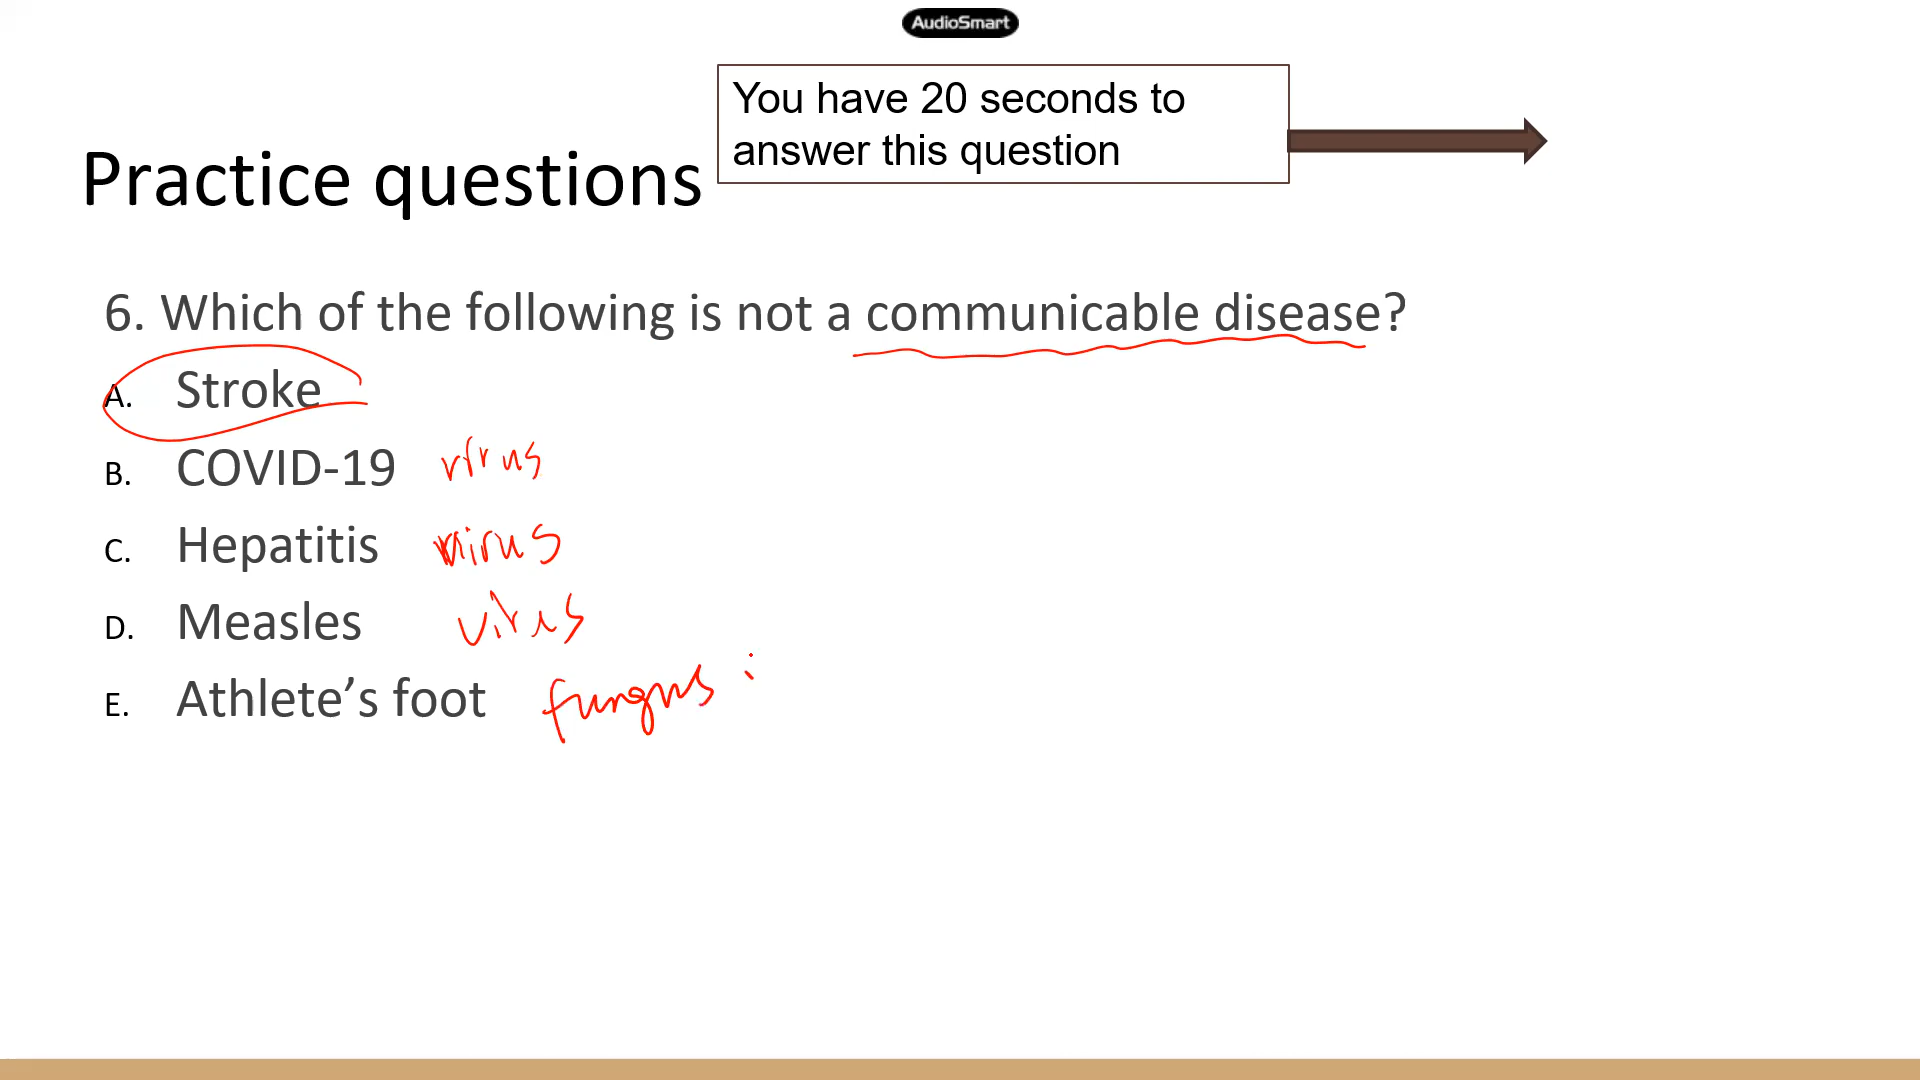 AudioSmart
You have 20 seconds to
answer this question
Practice questions
6. Which of the following is not a communicable disease?
A. Stroke
B. COVID-19 virus
C. Hepatitis virus
D. Measles virus
E. Athlete’s foot fungus